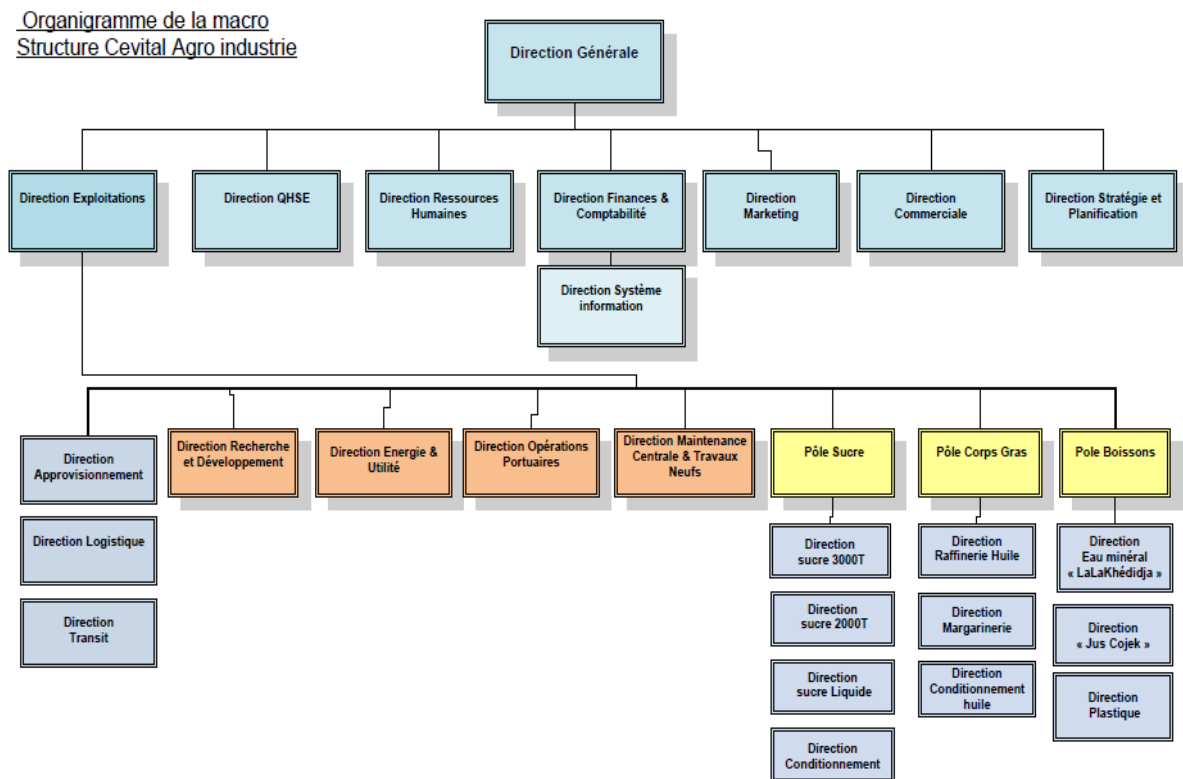 Organigramme de la macro
Structure Cevital Agro industrie
Direction Générale
Direction Exploitations
Direction QHSE
Direction Ressources
Humaines
Direction Finances &
Comptabilité
Direction
Marketing
Direction
Commerciale
Direction Stratégie et
Planification
Direction Système
information
Direction
Approvisionnement
Direction Recherche
et Développement
Direction Energie &
Utilité
Direction Opérations
Portuaires
Direction Maintenance
Centrale & Travaux
Neufs
Pôle Sucre
Pôle Corps Gras
Pole Boissons
Direction Logistique
Direction
Transit
Direction
sucre 3000T
Direction
sucre 2000T
Direction
sucre Liquide
Direction
Conditionnement
Direction
Raffinerie Huile
Direction
Margarinerie
Direction
Conditionnement
huile
Direction
Eau minéral
« LaLaKhédidja »
Direction
« Jus Cojek »
Direction
Plastique